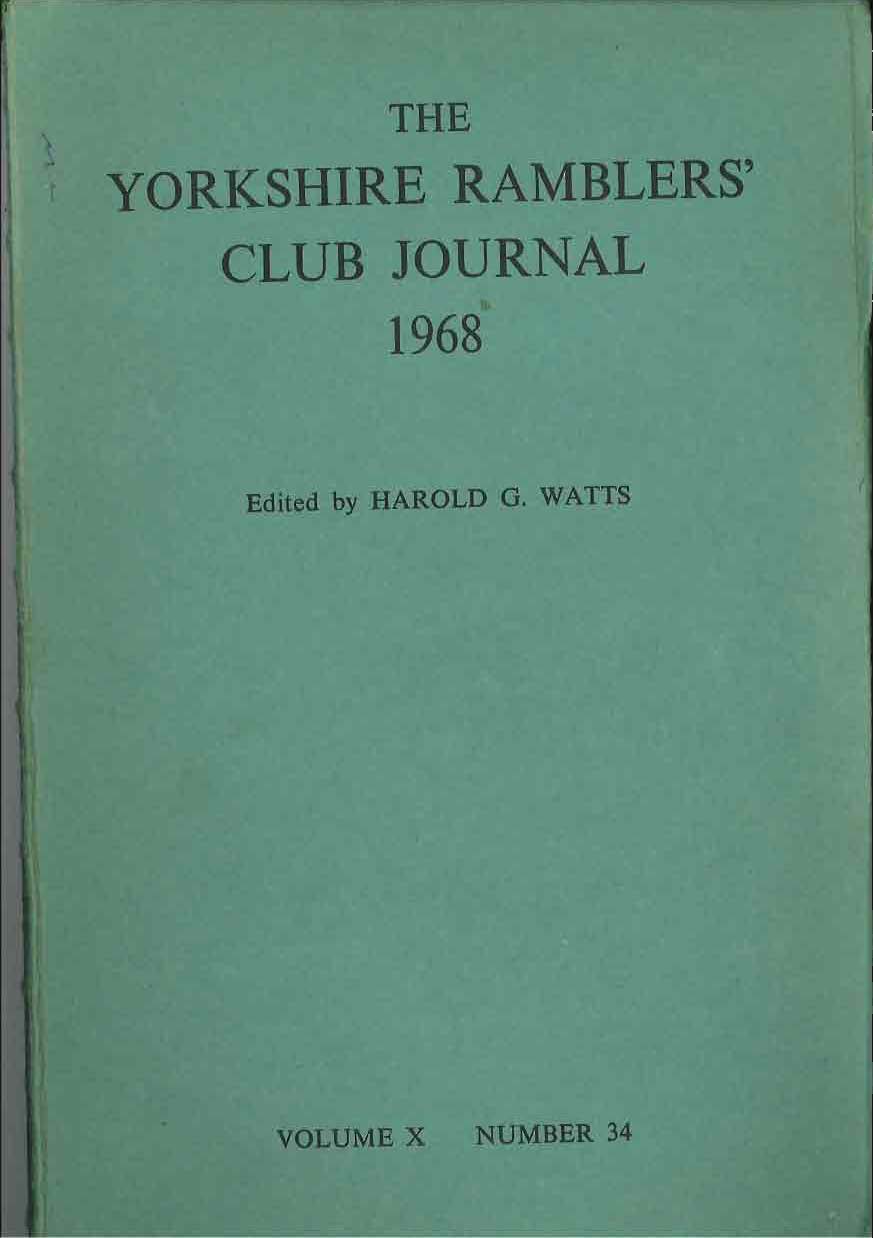 THE
YORKSHIRE RAMBLERS'
CLUB JOURNAL
1968
Edited by HAROLD G. WATTS
VOLUME X NUMBER 34